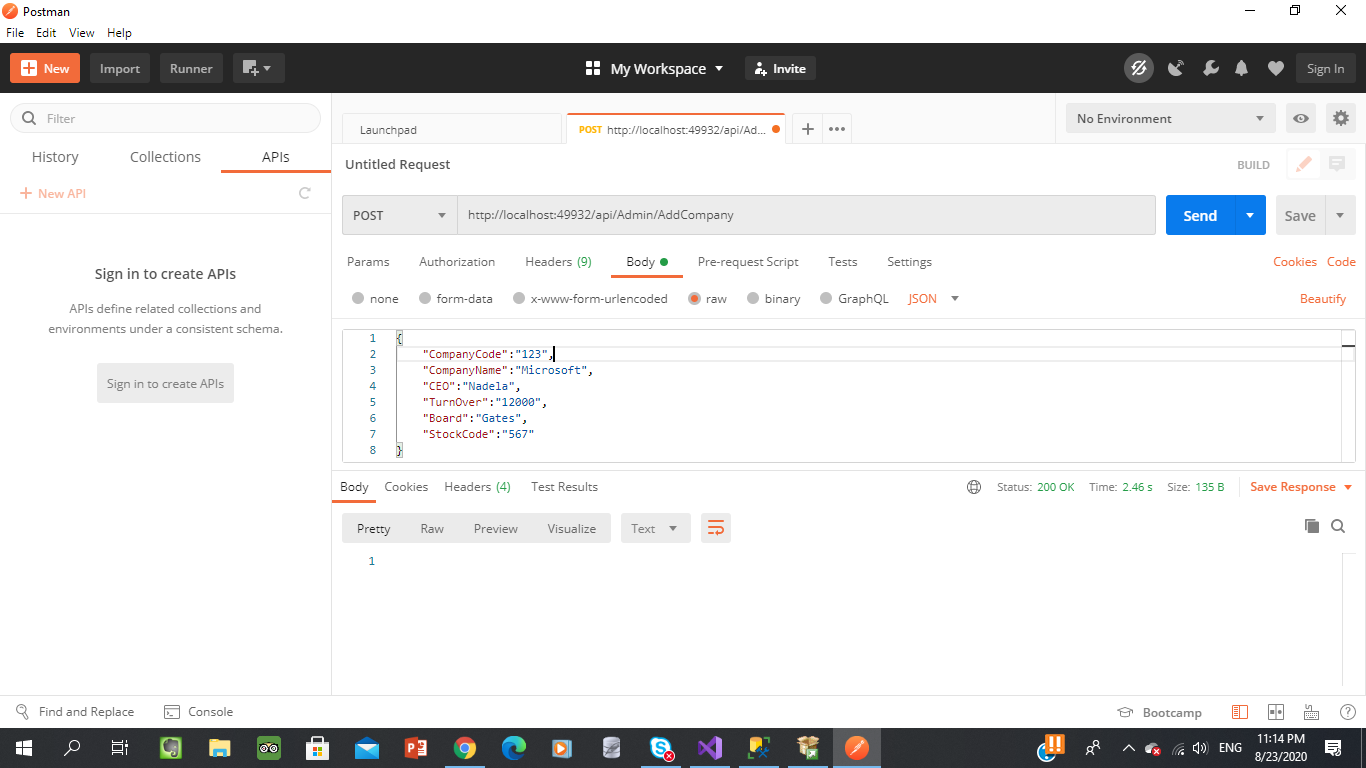 Postman
File Edit View Help
New Import Runner My Workspace Invite Sign In
Filter
History Collections APIs
+ New API
Sign in to create APIs
APIs define related collections and
environments under a consistent schema.
Sign in to create APIs
Launchpad POST http://localhost:49932/api/Ad... + ••• No Environment
Untitled Request BUILD
POST http://localhost:49932/api/Admin/AddCompany Send Save
Params Authorization Headers (9) Body Pre-request Script Tests Settings Cookies Code
none form-data x-www-form-urlencoded raw binary GraphQL JSON Beautify
1 {
2 "CompanyCode":"123",
3 "CompanyName":"Microsoft",
4 "CEO":"Nadela",
5 "TurnOver":"12000",
6 "Board":"Gates",
7 "StockCode":"567"
8 }
Body Cookies Headers (4) Test Results Status: 200 OK Time: 2.46 s Size: 135 B Save Response
Pretty Raw Preview Visualize Text
1
Find and Replace Console Bootcamp
ENG 11:14 PM
8/23/2020